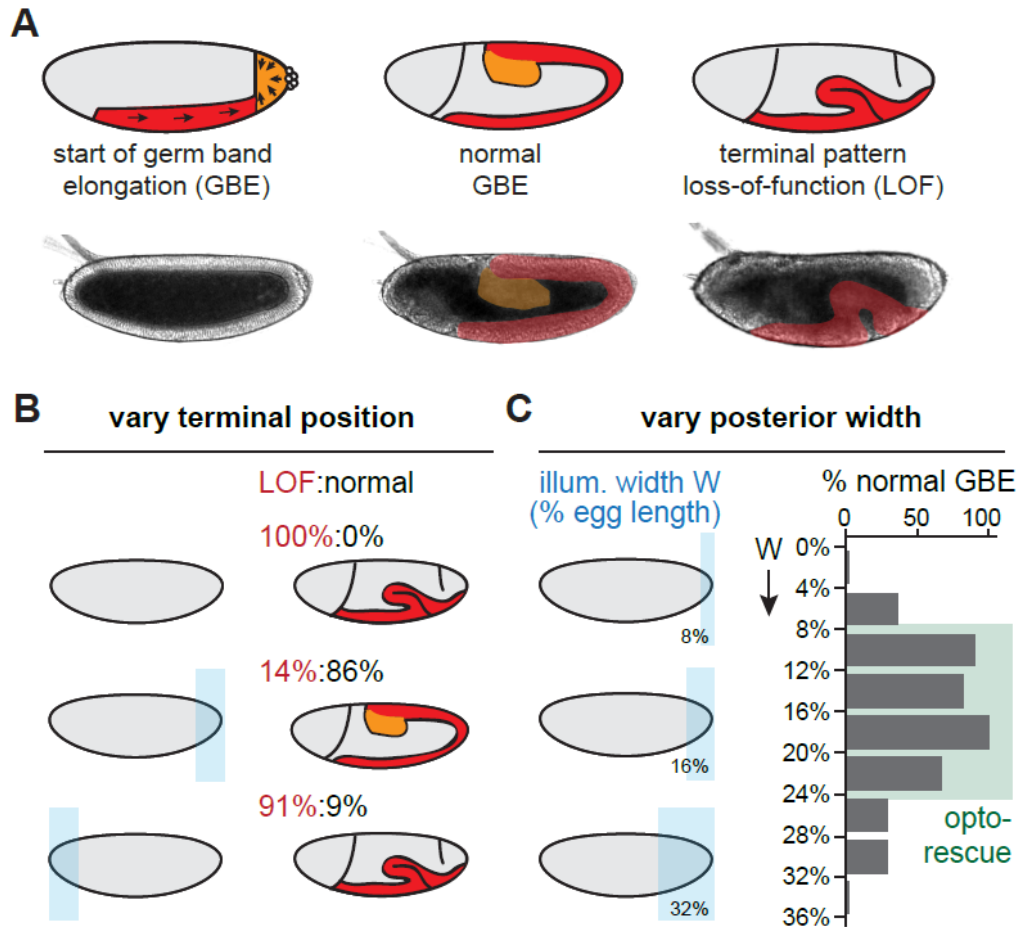 A
start of germ band
elongation (GBE)
normal
GBE
terminal pattern
loss-of-function (LOF)
B
vary terminal position
LOF:normal
100%:0%
14%:86%
91%:9%
C
vary posterior width
illum. width W
(% egg length)
8%
16%
32%
% normal GBE
0
50
100
W
0%
4%
8%
12%
16%
20%
24%
28%
32%
36%
opto-
rescue